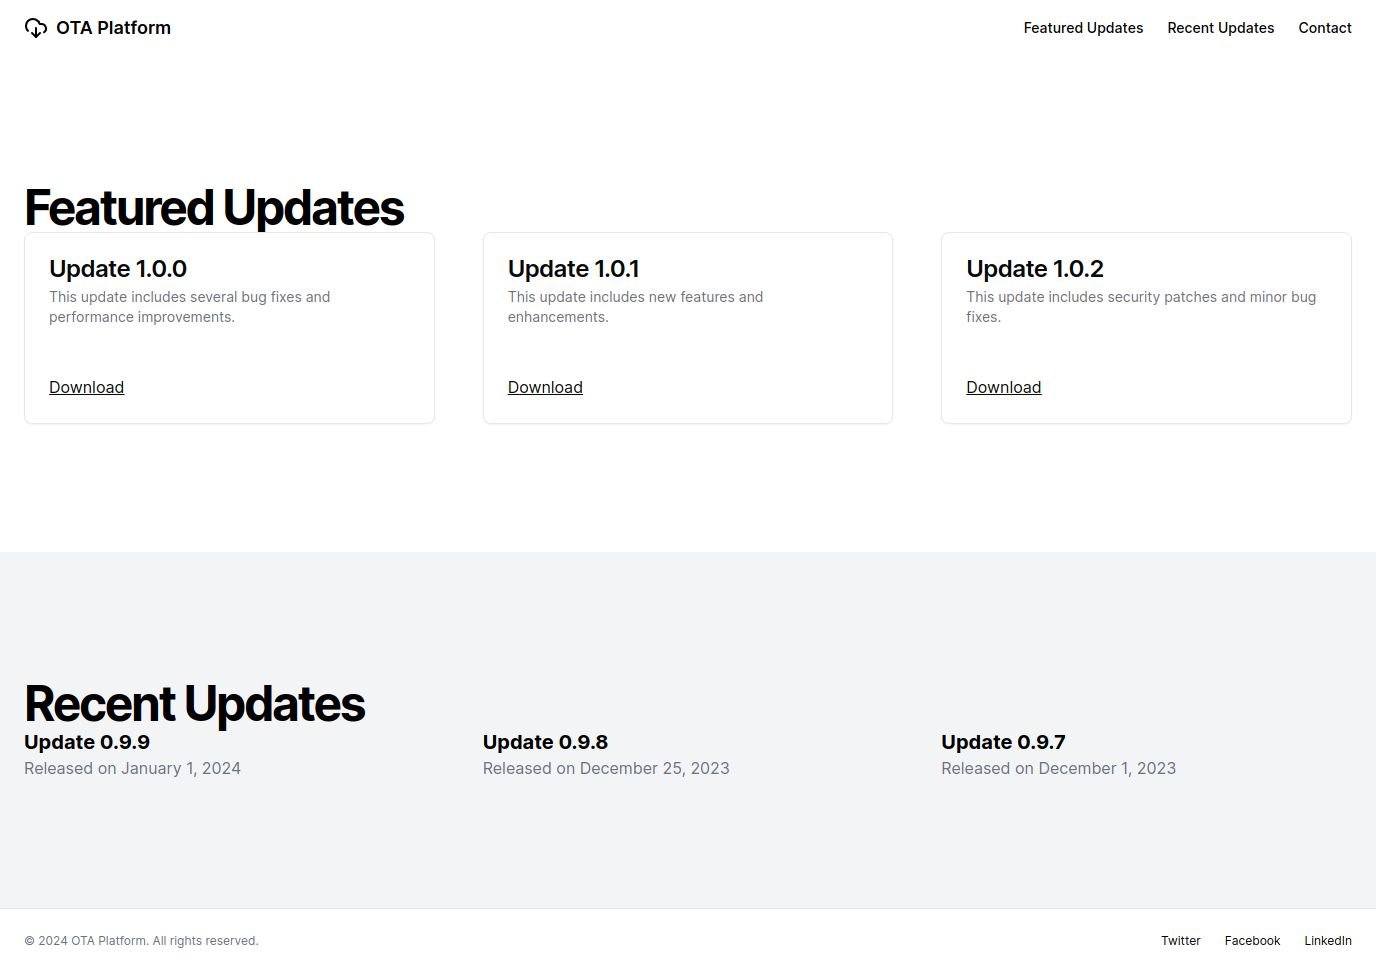 OTA Platform
Featured Updates
Recent Updates
Contact
Featured Updates
Update 1.0.0
This update includes several bug fixes and
performance improvements.
Download
Update 1.0.1
This update includes new features and
enhancements.
Download
Update 1.0.2
This update includes security patches and minor bug
fixes.
Download
Recent Updates
Update 0.9.9
Released on January 1, 2024
Update 0.9.8
Released on December 25, 2023
Update 0.9.7
Released on December 1, 2023
© 2024 OTA Platform. All rights reserved.
Twitter
Facebook
LinkedIn